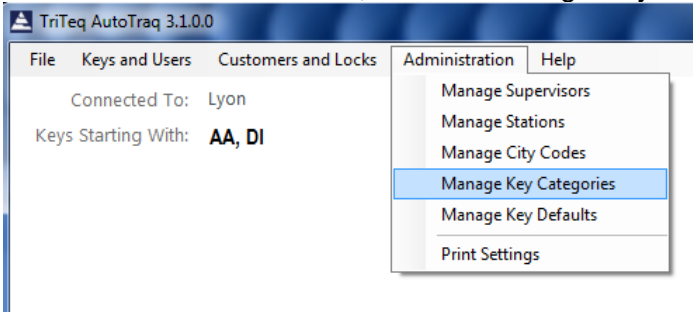 TriTeq AutoTraq 3.1.0.0
File Keys and Users Customers and Locks Administration Help
Connected To: Lyon
Keys Starting With: AA, DI
Manage Supervisors
Manage Stations
Manage City Codes
Manage Key Categories
Manage Key Defaults
Print Settings